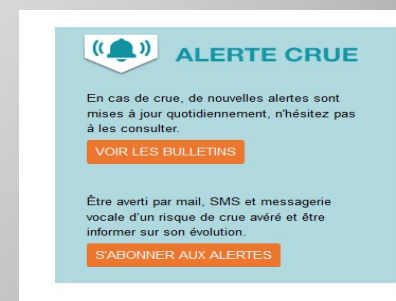 ALERTE CRUE
En cas de crue, de nouvelles alertes sont
mises à jour quotidiennement, n'hésitez pas
à les consulter.
VOIR LES BULLETINS
Être averti par mail, SMS et messagerie
vocale d'un risque de crue avéré et être
informer sur son évolution.
S'ABONNER AUX ALERTES